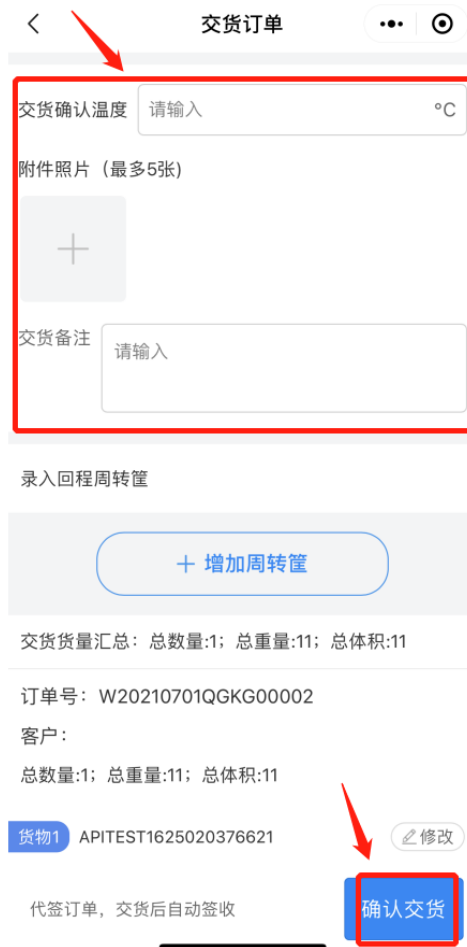 交货订单
交货确认温度 请输入 °C
附件照片（最多5张)
交货备注 请输入
录入回程周转筐
增加周转筐
交货货量汇总：总数量:1；总重量:11；总体积:11
订单号：W20210701QGKG00002
客户：
总数量:1；总重量:11；总体积:11
货物1 APITEST1625020376621 修改
代签订单，交货后自动签收 确认交货